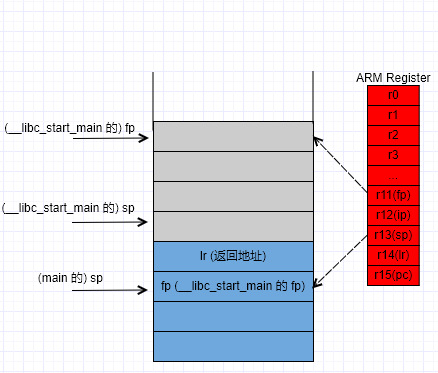 ARM Register
r0
r1
r2
r3
...
r11(fp)
r12(ip)
r13(sp)
r14(lr)
r15(pc)
(__libc_start_main 的) fp
(__libc_start_main 的) sp
(main 的) sp
lr (返回地址)
fp (__libc_start_main 的 fp)